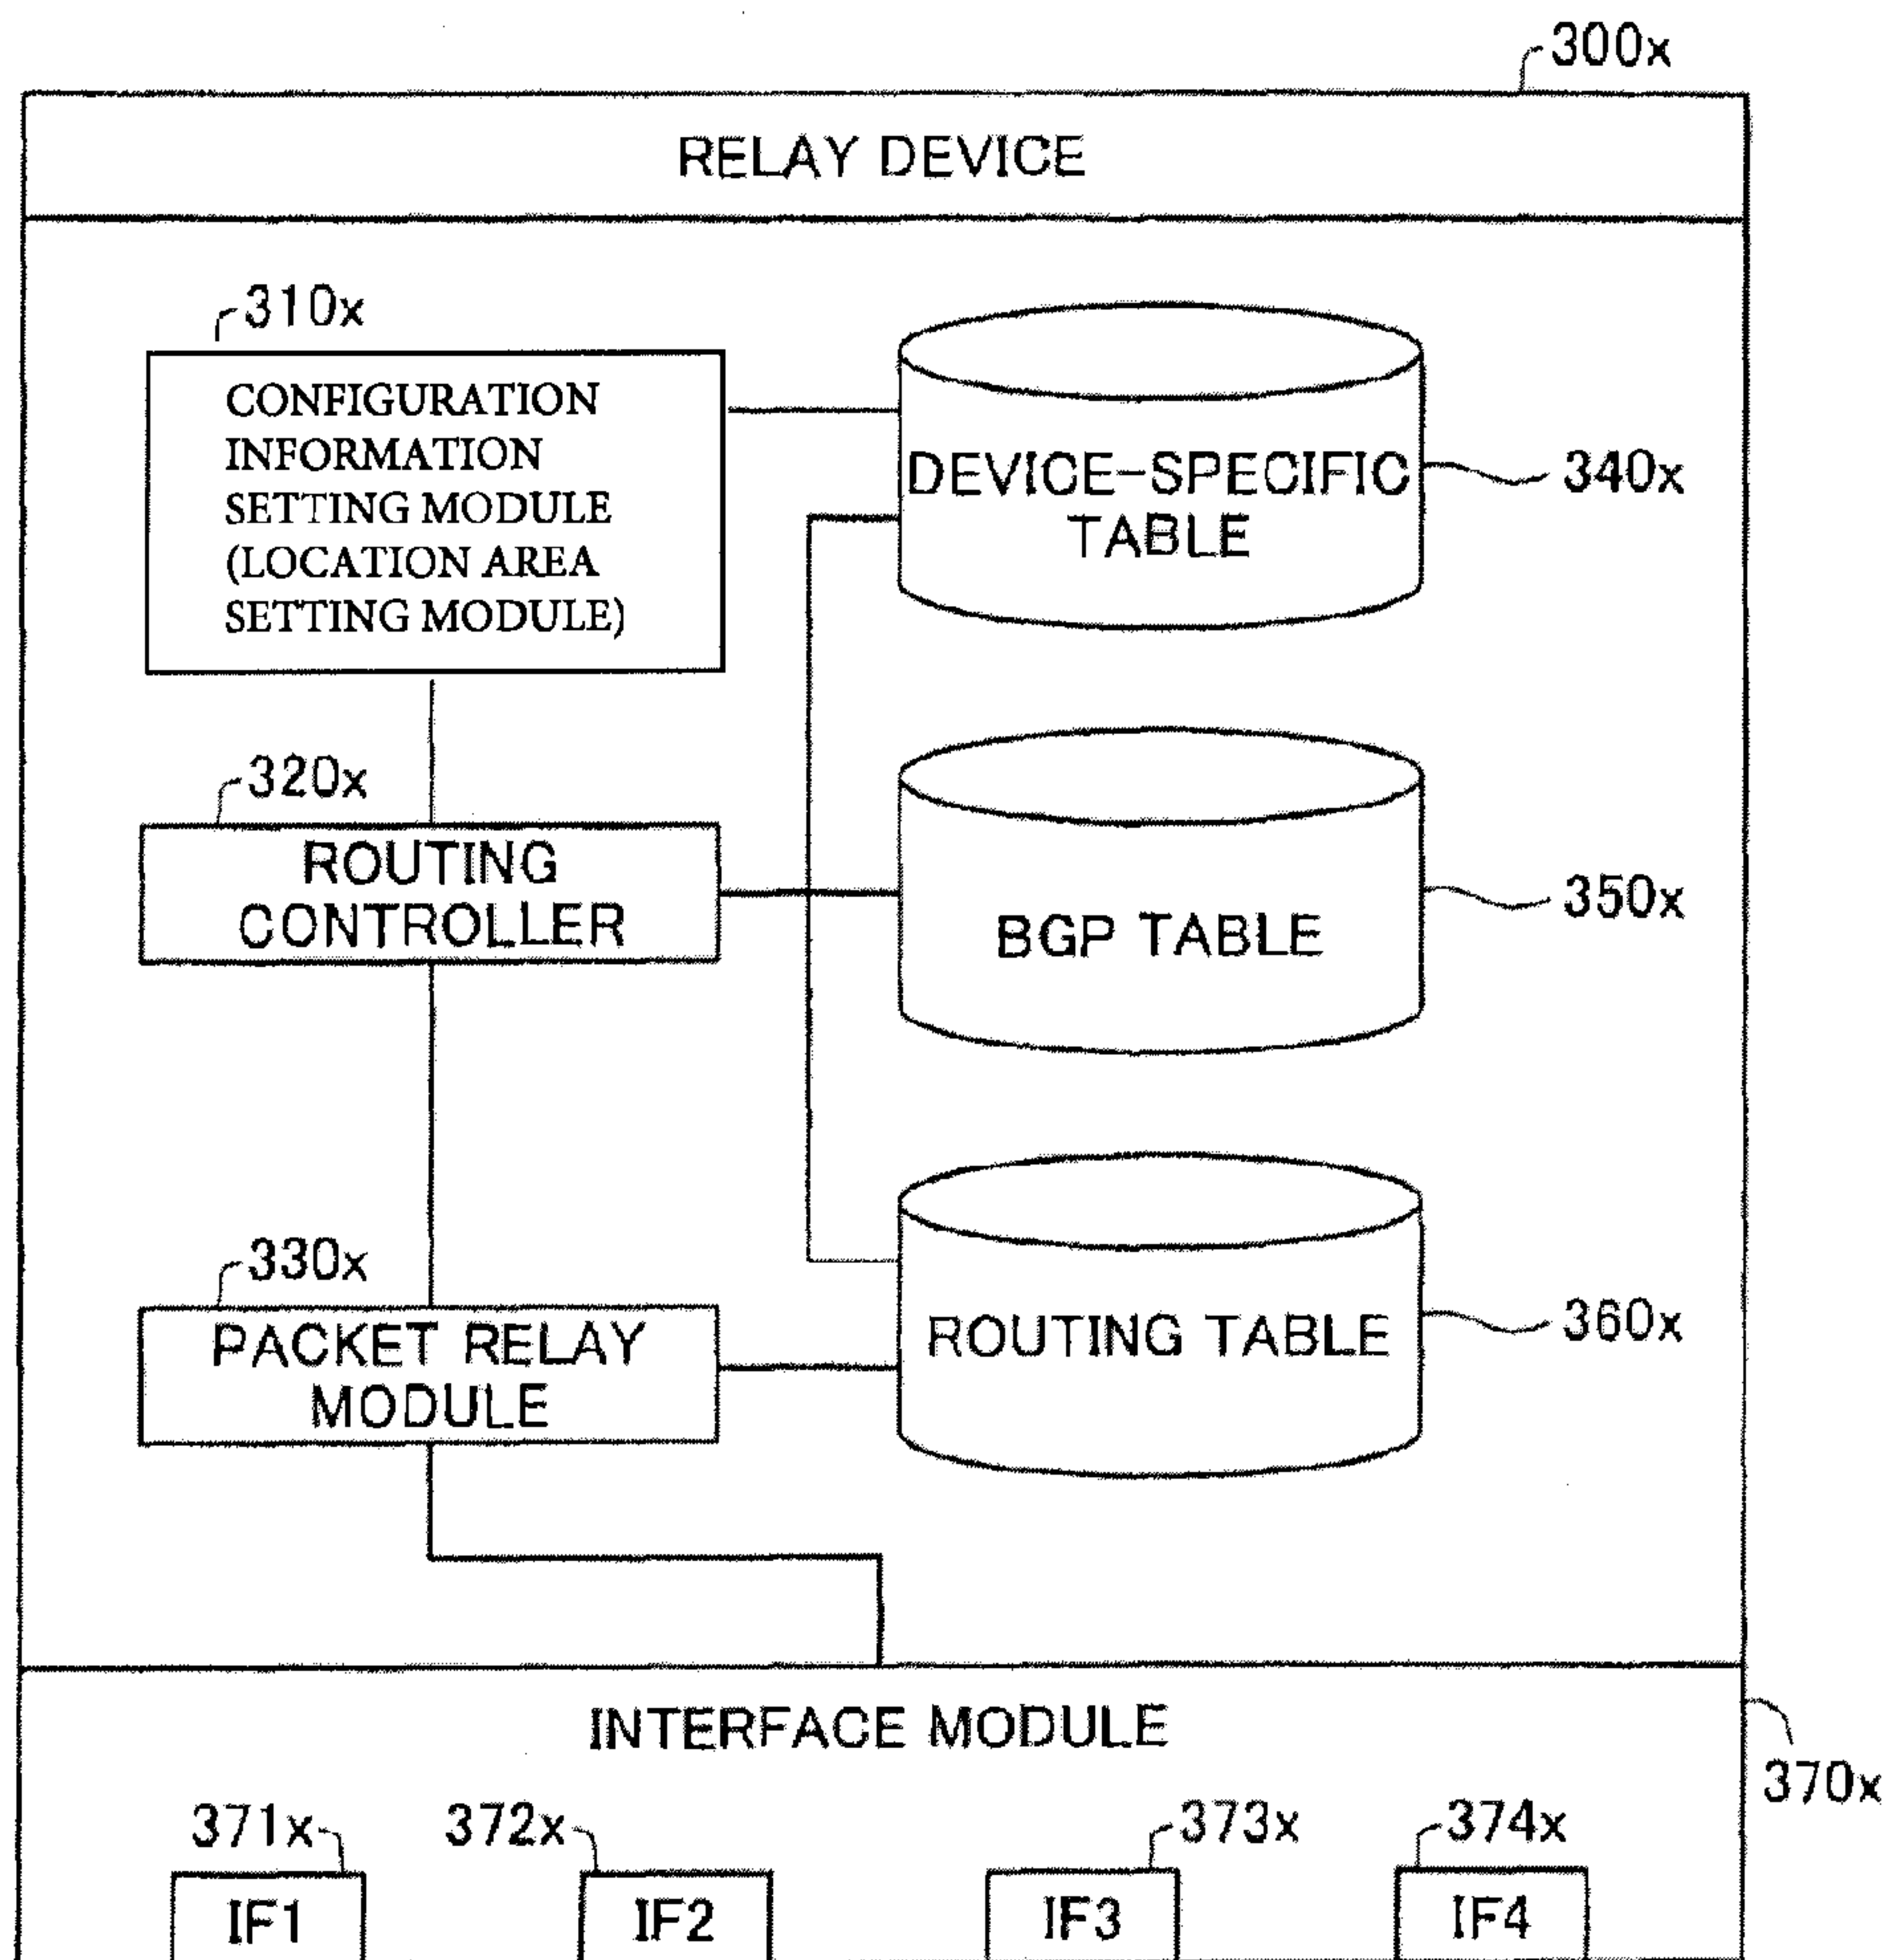 300x
RELAY DEVICE
310x
CONFIGURATION
INFORMATION
SETTING MODULE
(LOCATION AREA
SETTING MODULE)
DEVICE-SPECIFIC
TABLE
340x
320x
ROUTING
CONTROLLER
BGP TABLE
350x
330x
PACKET RELAY
MODULE
ROUTING TABLE
360x
INTERFACE MODULE
370x
371x
372x
373x
374x
IF1
IF2
IF3
IF4